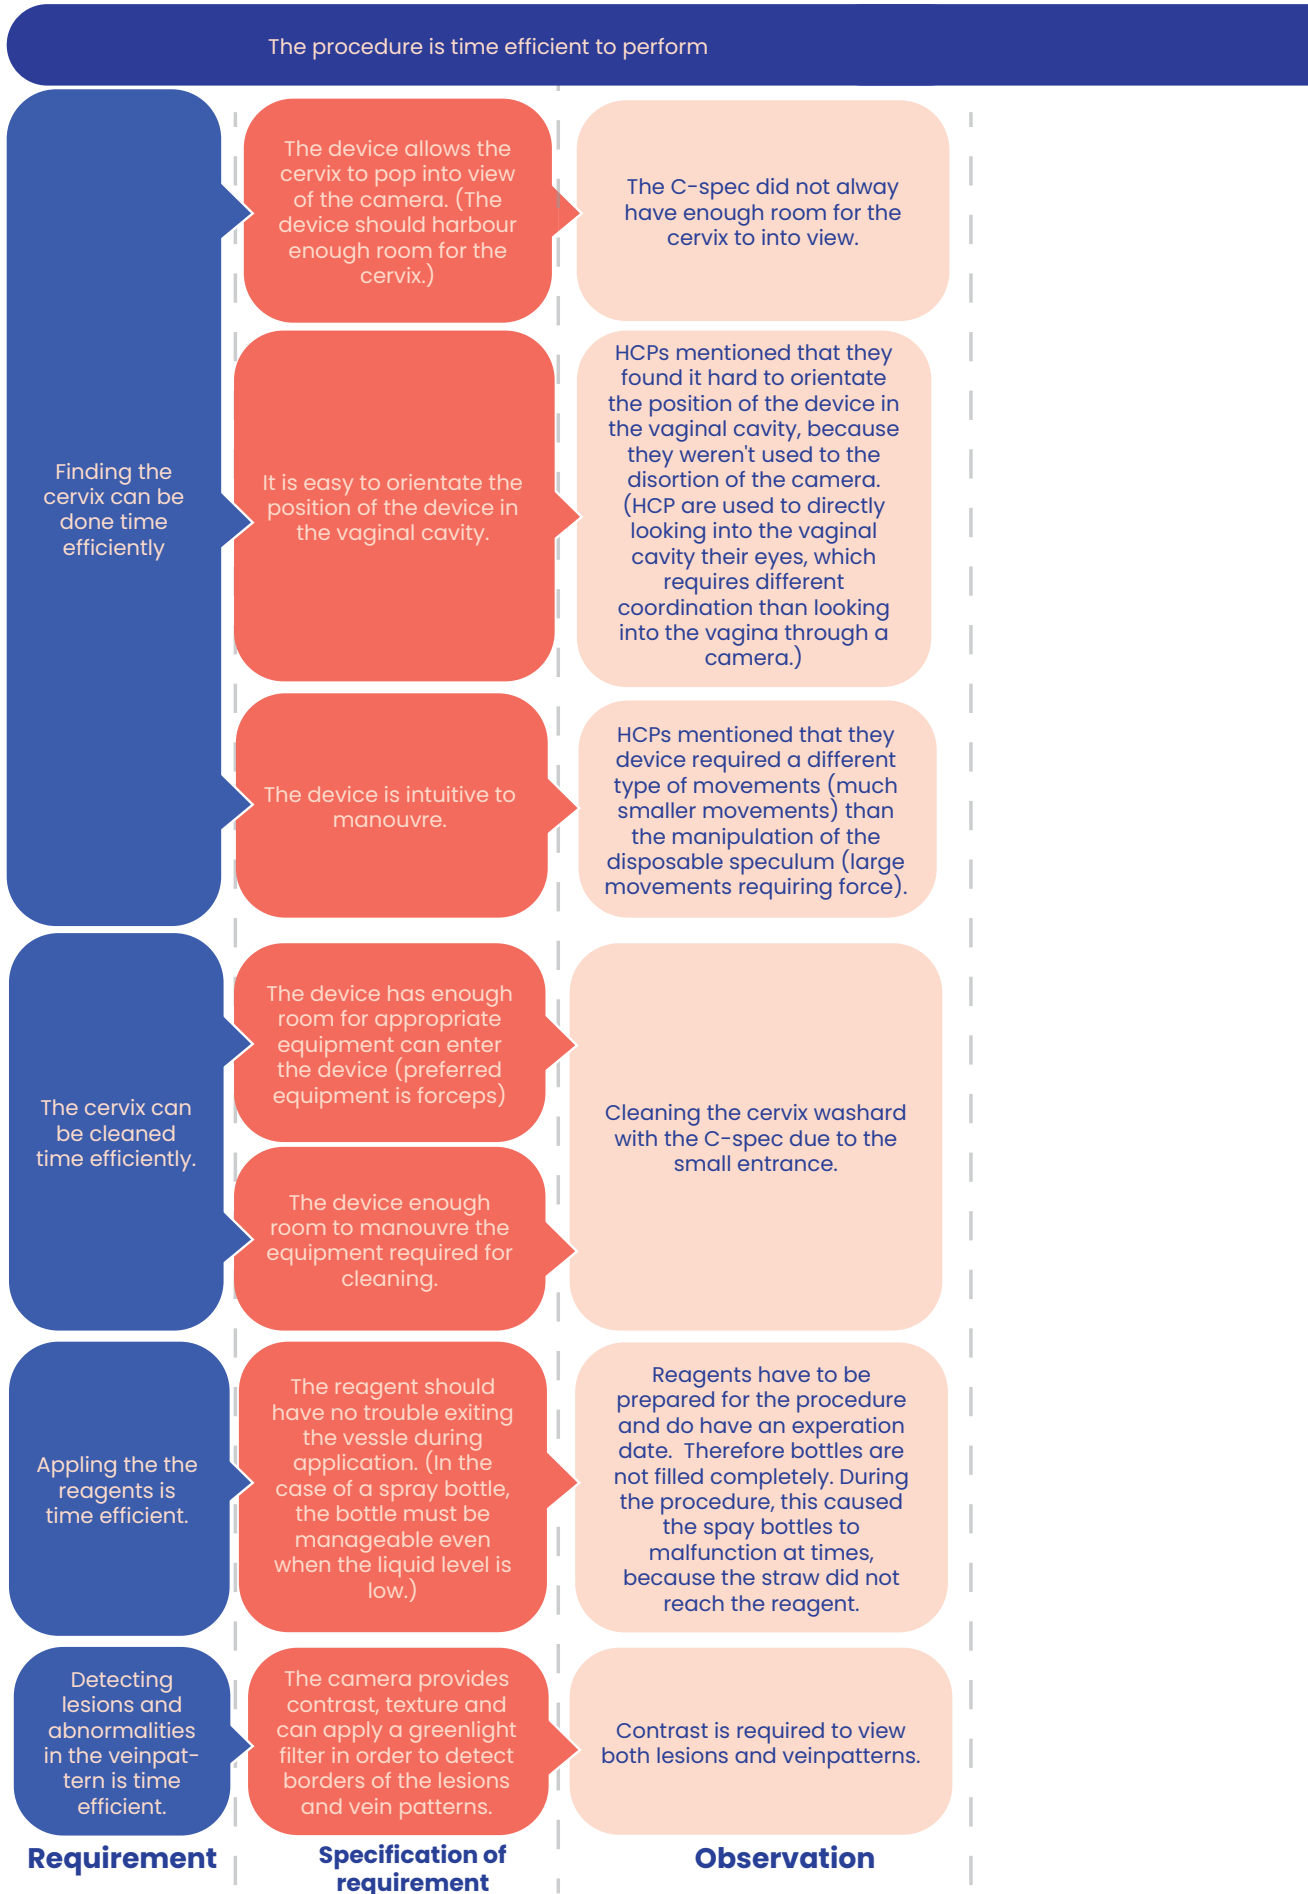 The procedure is time efficient to perform
Finding the
cervix can be
done time
efficiently
The device allows the
cervix to pop into view
of the camera. (The
device should harbour
enough room for the
cervix.)
The C-spec did not alway
have enough room for the
cervix to into view.
It is easy to orientate the
position of the device in
the vaginal cavity.
HCPs mentioned that they
found it hard to orientate
the position of the device in
the vaginal cavity, because
they weren't used to the
disortion of the camera.
(HCP are used to directly
looking into the vaginal
cavity their eyes, which
requires different
coordination than looking
into the vagina through a
camera.)
The device is intuitive to
manouvre.
HCPs mentioned that they
device required a different
type of movements (much
smaller movements) than
the manipulation of the
disposable speculum (large
movements requiring force).
The cervix can
be cleaned
time efficiently.
The device has enough
room for appropriate
equipment can enter
the device (preferred
equipment is forceps)
The device enough
room to manouvre the
equipment required for
cleaning.
Cleaning the cervix washard
with the C-spec due to the
small entrance.
Appling the the
reagents is
time efficient.
The reagent should
have no trouble exiting
the vessle during
application. (In the
case of a spray bottle,
the bottle must be
manageable even
when the liquid level is
low.)
Reagents have to be
prepared for the procedure
and do have an experation
date.  Therefore bottles are
not filled completely. During
the procedure, this caused
the spay bottles to
malfunction at times,
because the straw did not
reach the reagent.
Detecting
lesions and
abnormalities
in the veinpat-
tern is time
efficient.
The camera provides
contrast, texture and
can apply a greenlight
filter in order to detect
borders of the lesions
and vein patterns.
Contrast is required to view
both lesions and veinpatterns.
Requirement
Specification of
requirement
Observation